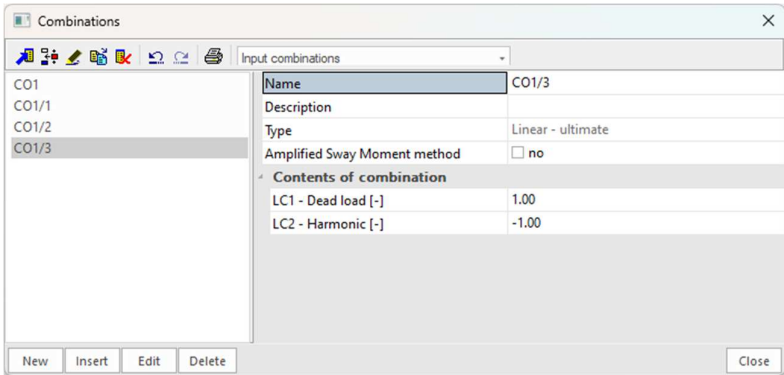 Combinations
Input combinations
CO1
CO1/1
CO1/2
CO1/3
Name CO1/3
Description
Type Linear - ultimate
Amplified Sway Moment method no
Contents of combination
LC1 - Dead load [-] 1.00
LC2 - Harmonic [-] -1.00
New Insert Edit Delete Close